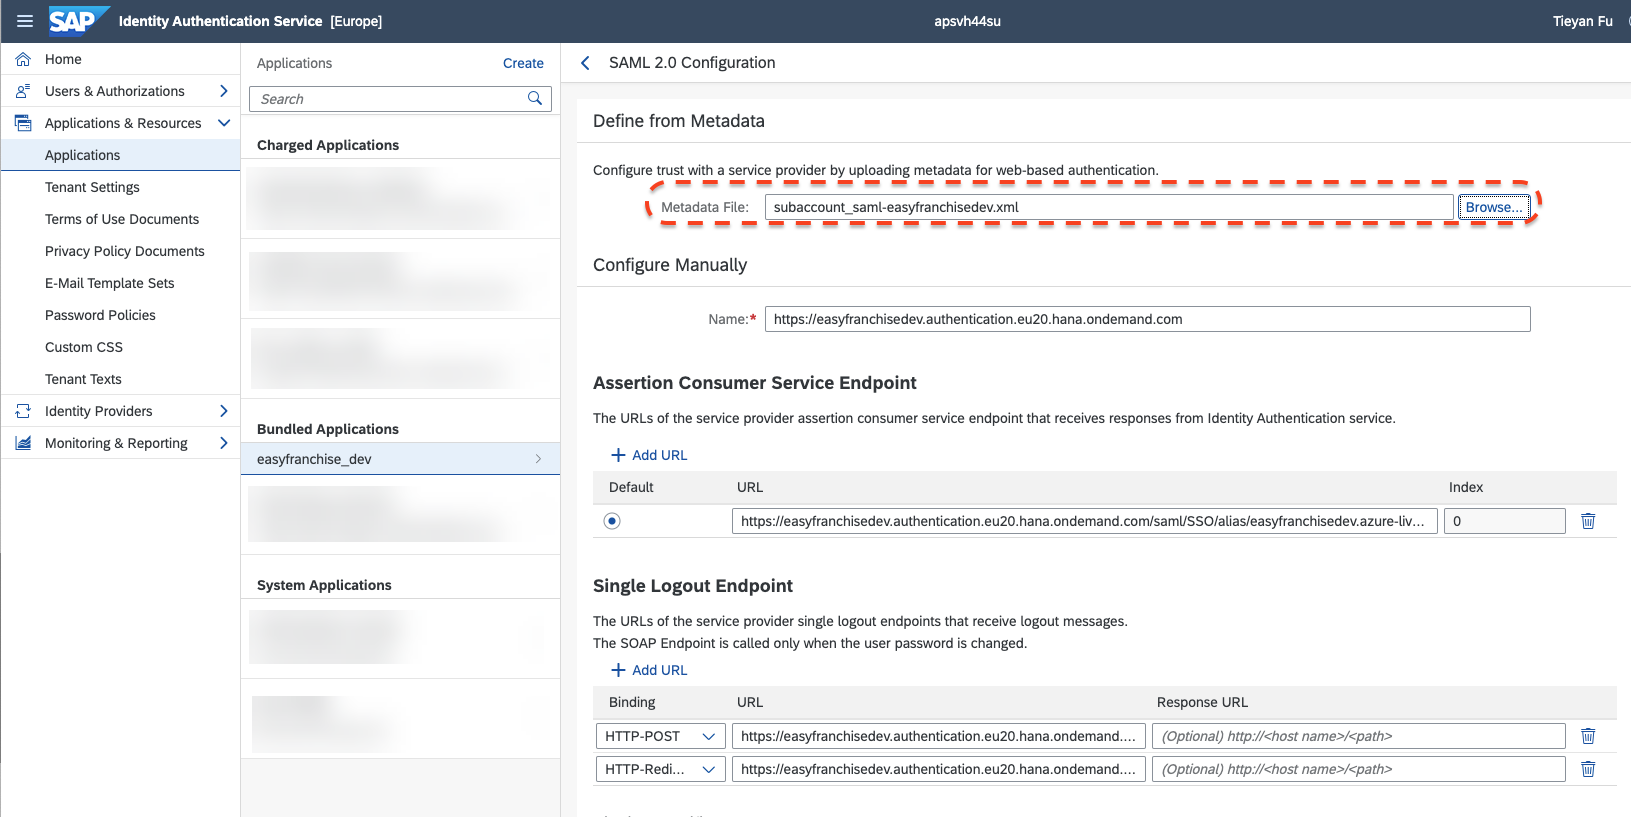 SAP Identity Authentication Service [Europe] apsvh44su Tieyan Fu
Home
Users & Authorizations
Applications & Resources
Applications
Tenant Settings
Terms of Use Documents
Privacy Policy Documents
E-Mail Template Sets
Password Policies
Custom CSS
Tenant Texts
Identity Providers
Monitoring & Reporting
Applications Create
Search
Charged Applications
Bundled Applications
easyfranchise_dev
System Applications
SAML 2.0 Configuration
Define from Metadata
Configure trust with a service provider by uploading metadata for web-based authentication.
Metadata File: subaccount_saml-easyfranchisedev.xml Browse...
Configure Manually
Name:* https://easyfranchisedev.authentication.eu20.hana.ondemand.com
Assertion Consumer Service Endpoint
The URLs of the service provider assertion consumer service endpoint that receives responses from Identity Authentication service.
+ Add URL
Default URL Index
https://easyfranchisedev.authentication.eu20.hana.ondemand.com/saml/SSO/alias/easyfranchisedev.azure-liv... 0
Single Logout Endpoint
The URLs of the service provider single logout endpoints that receive logout messages.
The SOAP Endpoint is called only when the user password is changed.
+ Add URL
Binding URL Response URL
HTTP-POST https://easyfranchisedev.authentication.eu20.hana.ondemand.... (Optional) http://<host name>/<path>
HTTP-Redi... https://easyfranchisedev.authentication.eu20.hana.ondemand.... (Optional) http://<host name>/<path>